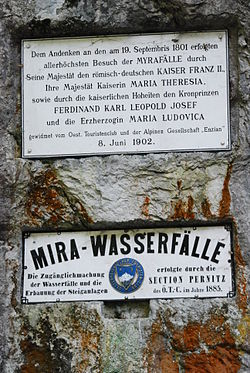 Dem Andenken an den am 19. Septembris 1801 erfolgten
allerhöchsten Besuch der MYRAFÄLLE durch
Seine Majestät den römisch-deutschen KAISER FRANZ II.,
Ihre Majestät Kaiserin MARIA THERESIA,
sowie durch die kaiserlichen Hoheiten den Kronprinzen
FERDINAND KARL LEOPOLD JOSEF
und die Erzherzogin MARIA LUDOVICA
gewidmet vom Oest. Touristenclub und der Alpinen Gesellschaft „Enzian“
8. Juni 1902.
MIRA-WASSERFÄLLE
Die Zugänglichmachung
der Wasserfälle und die
Erbauung der Steiganlagen
erfolgte durch die
SECTION PERNITZ
des Ö.T.C. im Jahre 1885.